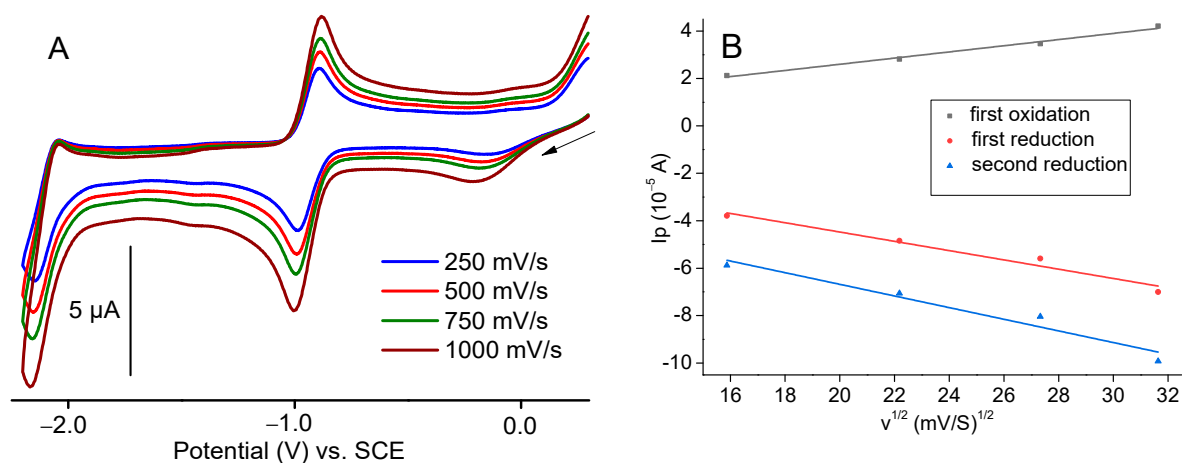 A
5 µA
250 mV/s
500 mV/s
750 mV/s
1000 mV/s
−2.0
−1.0
0.0
Potential (V) vs. SCE
B
4
2
0
-2
-4
-6
-8
-10
Ip (10⁻⁵ A)
first oxidation
first reduction
second reduction
16
18
20
22
24
26
28
30
32
v^1/2 (mV/S)^1/2